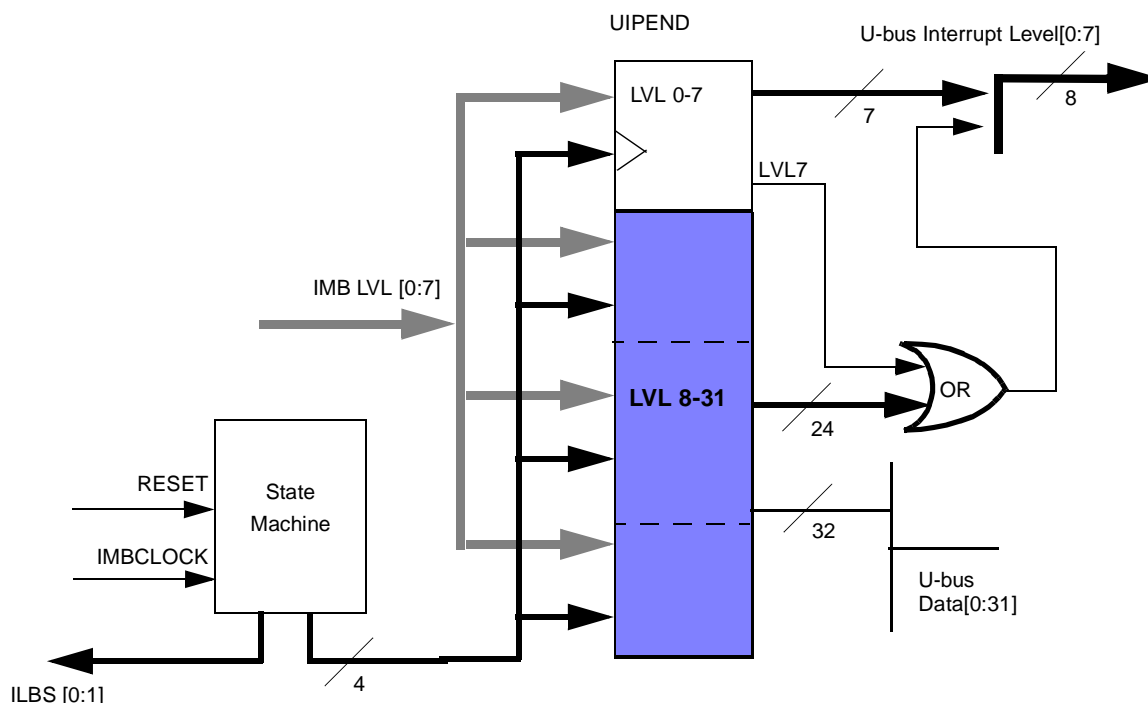 UIPEND
U-bus Interrupt Level[0:7]
LVL 0-7
7
8
LVL7
IMB LVL [0:7]
LVL 8-31
OR
24
RESET
State
Machine
32
IMBCLOCK
U-bus
Data[0:31]
4
ILBS [0:1]